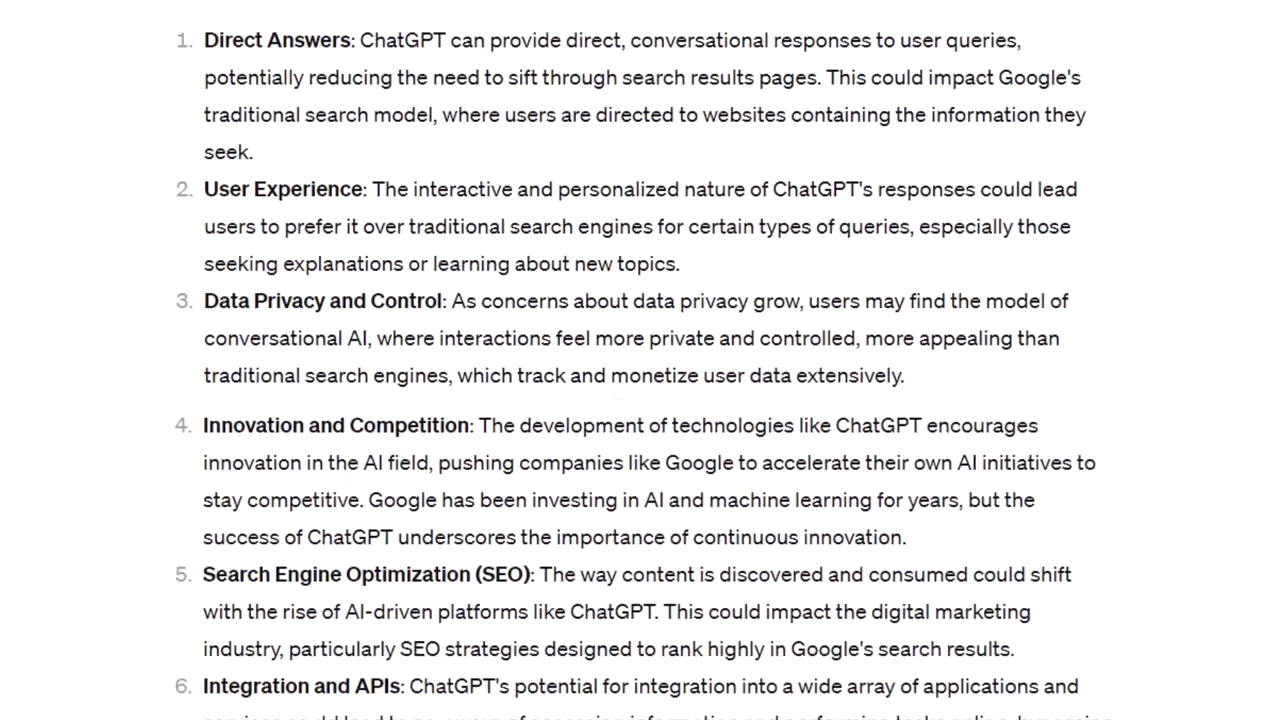 1. Direct Answers: ChatGPT can provide direct, conversational responses to user queries,
potentially reducing the need to sift through search results pages. This could impact Google's
traditional search model, where users are directed to websites containing the information they
seek.
2. User Experience: The interactive and personalized nature of ChatGPT's responses could lead
users to prefer it over traditional search engines for certain types of queries, especially those
seeking explanations or learning about new topics.
3. Data Privacy and Control: As concerns about data privacy grow, users may find the model of
conversational AI, where interactions feel more private and controlled, more appealing than
traditional search engines, which track and monetize user data extensively.
4. Innovation and Competition: The development of technologies like ChatGPT encourages
innovation in the AI field, pushing companies like Google to accelerate their own AI initiatives to
stay competitive. Google has been investing in AI and machine learning for years, but the
success of ChatGPT underscores the importance of continuous innovation.
5. Search Engine Optimization (SEO): The way content is discovered and consumed could shift
with the rise of AI-driven platforms like ChatGPT. This could impact the digital marketing
industry, particularly SEO strategies designed to rank highly in Google's search results.
6. Integration and APIs: ChatGPT's potential for integration into a wide array of applications and